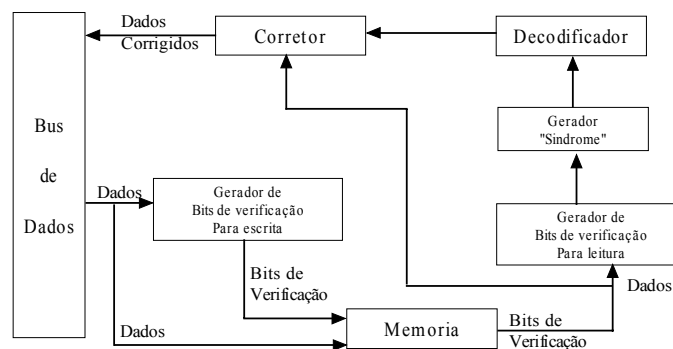 Dados
Corrigidos
Corretor
Decodificador
Bus
de
Dados
Gerador
"Sindrome"
Dados
Gerador de
Bits de verificação
Para escrita
Gerador de
Bits de verificação
Para leitura
Bits de
Verificação
Dados
Dados
Memoria
Bits de
Verificação